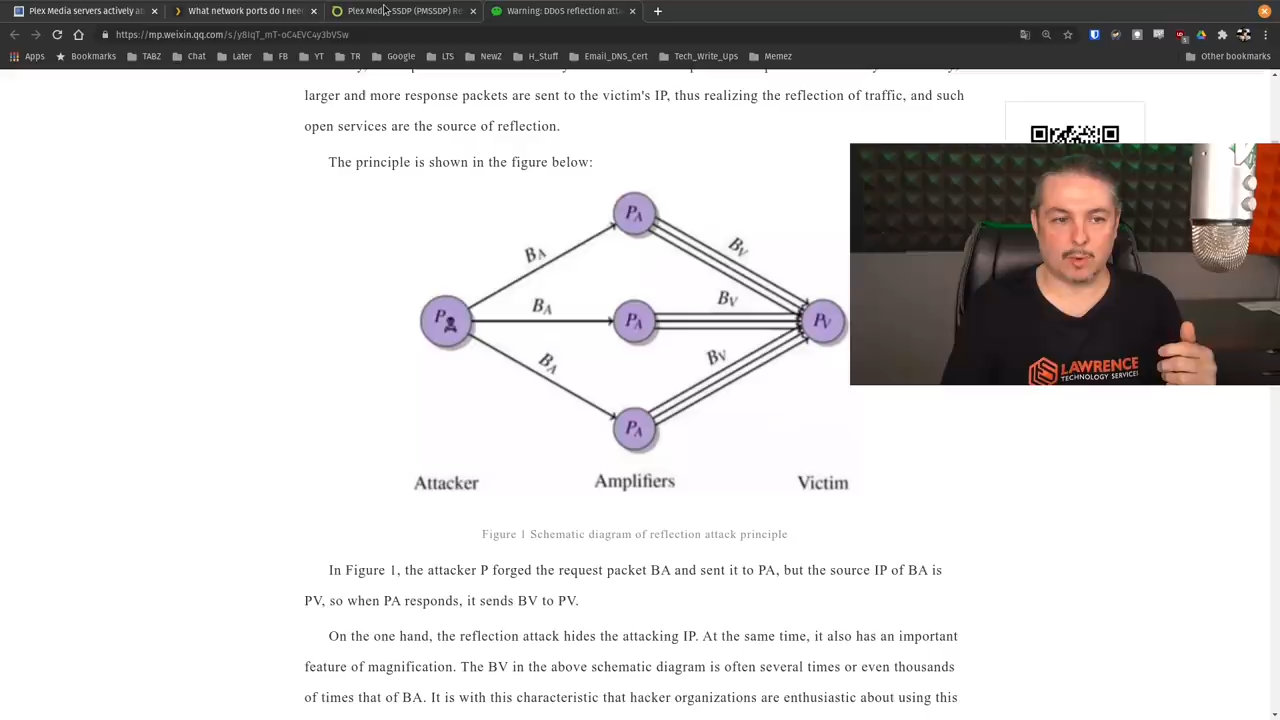 Plex Media servers actively at
What network ports do I nee
Plex Media SSDP (PMSSDP) Re
Warning: DDos reflection atta
https://mp.weixin.qq.com/s/y8IqT_mT-oC4EVC4y3bVSw
Apps
Bookmarks
TABZ
Chat
Later
FB
YT
TR
Google
LTS
NewZ
H_Stuff
Email_DNS_Cert
Tech_Write_Ups
Memez
Other bookmarks
larger and more response packets are sent to the victim's IP, thus realizing the reflection of traffic, and such
open services are the source of reflection.
The principle is shown in the figure below:
PA
BV
BA
P
BA
PA
BV
PV
BA
BV
PA
Attacker
Amplifiers
Victim
LAWRENCE
TECHNOLOGY SERVICES
Figure 1 Schematic diagram of reflection attack principle
In Figure 1, the attacker P forged the request packet BA and sent it to PA, but the source IP of BA is
PV, so when PA responds, it sends BV to PV.
On the one hand, the reflection attack hides the attacking IP. At the same time, it also has an important
feature of magnification. The BV in the above schematic diagram is often several times or even thousands
of times that of BA. It is with this characteristic that hacker organizations are enthusiastic about using this